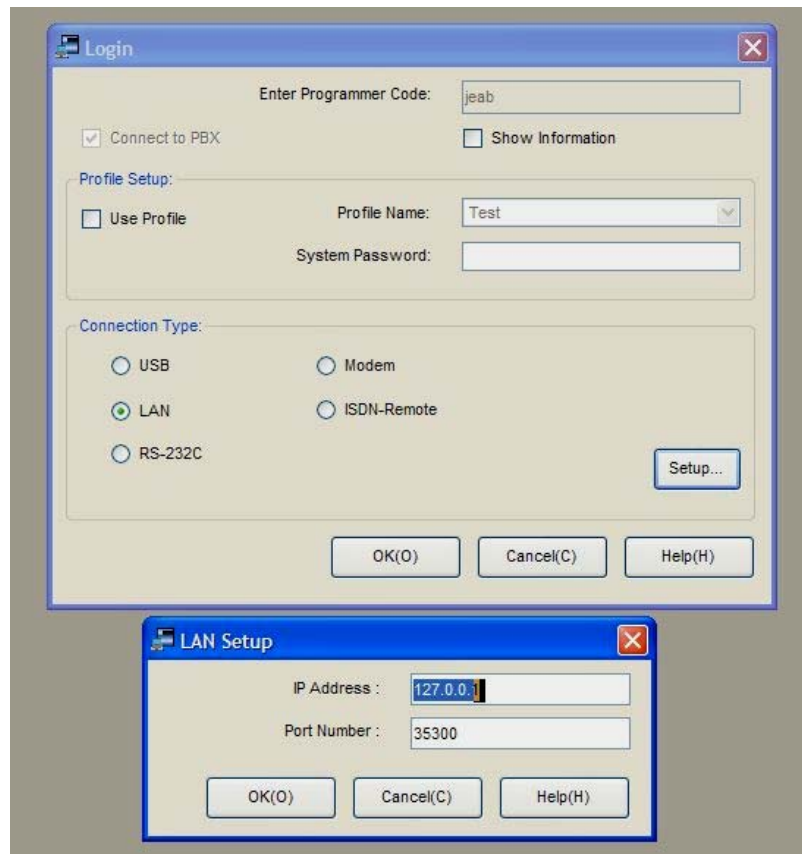 Login
Enter Programmer Code: jeab
Connect to PBX Show Information
Profile Setup:
Use Profile Profile Name: Test
System Password:
Connection Type:
USB Modem
LAN ISDN-Remote
RS-232C
Setup...
OK(O) Cancel(C) Help(H)
LAN Setup
IP Address : 127.0.0.1
Port Number : 35300
OK(O) Cancel(C) Help(H)